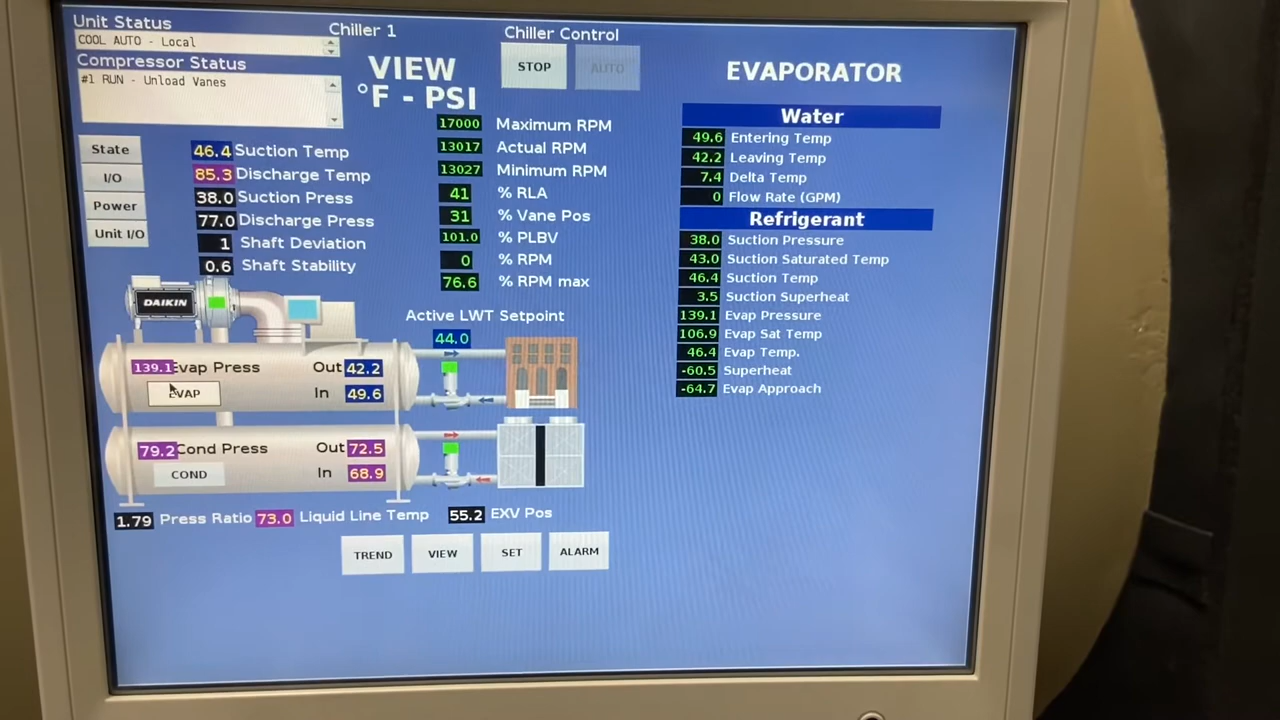 Unit Status
COOL AUTO - Local
Compressor Status
#1 RUN - Unload Vanes
Chiller 1
VIEW
°F - PSI
Chiller Control
STOP
AUTO
State
I/O
Power
Unit I/O
46.4 Suction Temp
85.3 Discharge Temp
38.0 Suction Press
77.0 Discharge Press
1 Shaft Deviation
0.6 Shaft Stability
17000 Maximum RPM
13017 Actual RPM
13027 Minimum RPM
41 % RLA
31 % Vane Pos
101.0 % PLBV
0 % RPM
76.6 % RPM max
DAIKIN
Active LWT Setpoint
44.0
139.1 Evap Press Out 42.2
EVAP In 49.6
79.2 Cond Press Out 72.5
COND In 68.9
1.79 Press Ratio 73.0 Liquid Line Temp 55.2 EXV Pos
TREND VIEW SET ALARM
EVAPORATOR
Water
49.6 Entering Temp
42.2 Leaving Temp
7.4 Delta Temp
0 Flow Rate (GPM)
Refrigerant
38.0 Suction Pressure
43.0 Suction Saturated Temp
46.4 Suction Temp
3.5 Suction Superheat
139.1 Evap Pressure
106.9 Evap Sat Temp
46.4 Evap Temp.
-60.5 Superheat
-64.7 Evap Approach